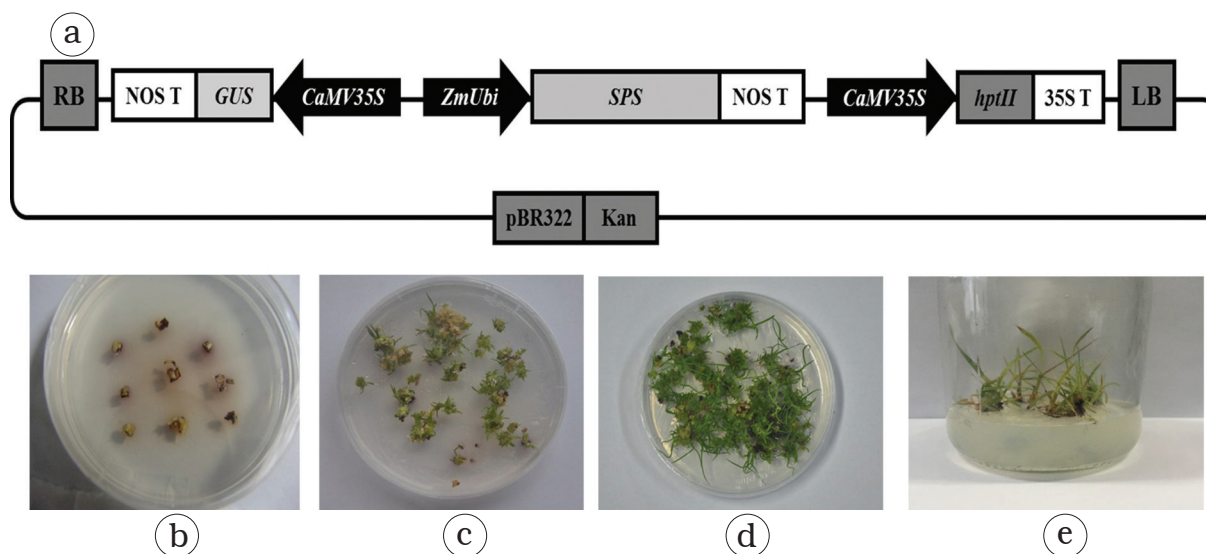 a
RB NOS T GUS CaMV35S ZmUbi SPS NOS T CaMV35S hptII 35S T LB
pBR322 Kan
b c d e